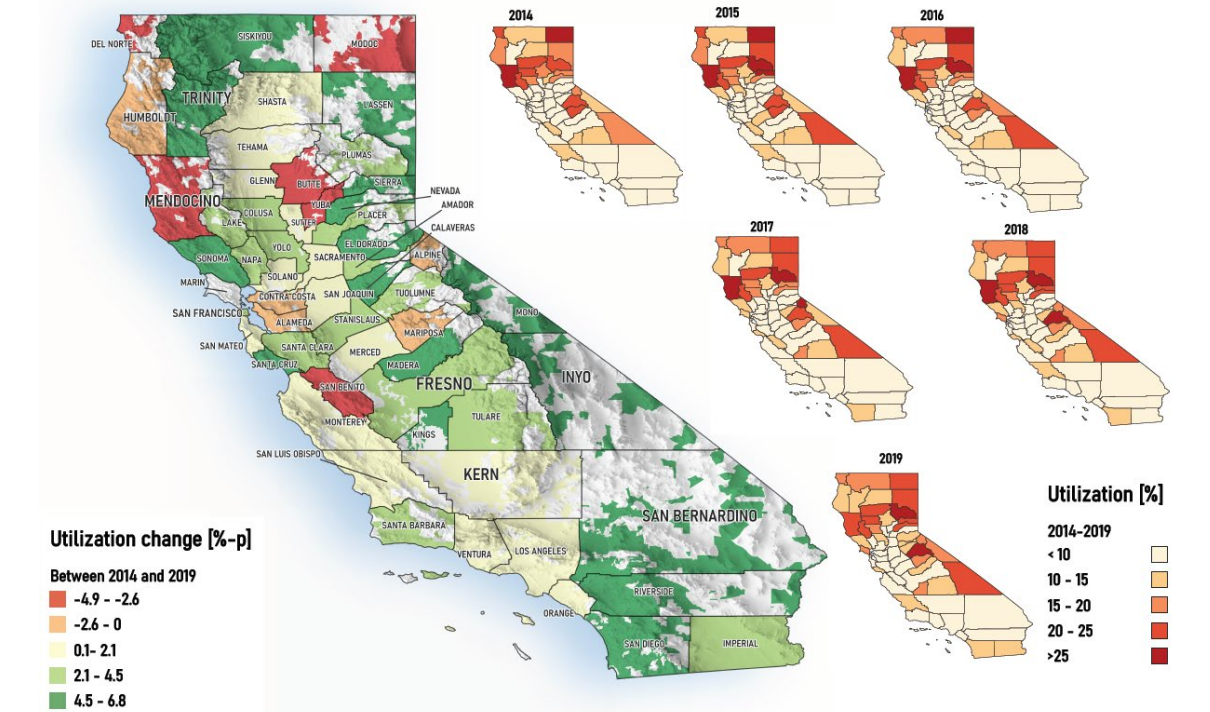 2014
2015
2016
DEL NORTE
SISKIYOU
MODOC
TRINITY
HUMBOLDT
SHASTA
LASSEN
TEHAMA
PLUMAS
GLENN
BUTTE
SIERRA
MENDOCINO
YUBA
NEVADA
COLUSA
PLACER
AMADOR
LAKE
SUTTER
CALAVERAS
2017
2018
SONOMA
NAPA
YOLO
SACRAMENTO
EL DORADO
ALPINE
SOLANO
MARIN
CONTRA COSTA
SAN JOAQUIN
TUOLUMNE
SAN FRANCISCO
ALAMEDA
STANISLAUS
MONO
MARIPOSA
SAN MATEO
SANTA CLARA
MERCED
SANTA CRUZ
MADERA
SAN BENITO
FRESNO
INYO
MONTEREY
TULARE
KINGS
SAN LUIS OBISPO
KERN
2019
SANTA BARBARA
SAN BERNARDINO
VENTURA
LOS ANGELES
RIVERSIDE
ORANGE
SAN DIEGO
IMPERIAL
Utilization change [%-p]
Between 2014 and 2019
-4.9 - -2.6
-2.6 - 0
0.1- 2.1
2.1 - 4.5
4.5 - 6.8
Utilization [%]
2014-2019
< 10
10 - 15
15 - 20
20 - 25
>25